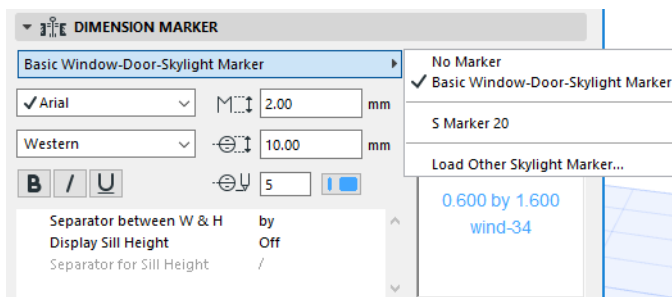 DIMENSION MARKER
Basic Window-Door-Skylight Marker
No Marker
Basic Window-Door-Skylight Marker
S Marker 20
Load Other Skylight Marker...
Arial
2.00 mm
Western
10.00 mm
B I U
5
0.600 by 1.600
wind-34
Separator between W & H by
Display Sill Height Off
Separator for Sill Height /